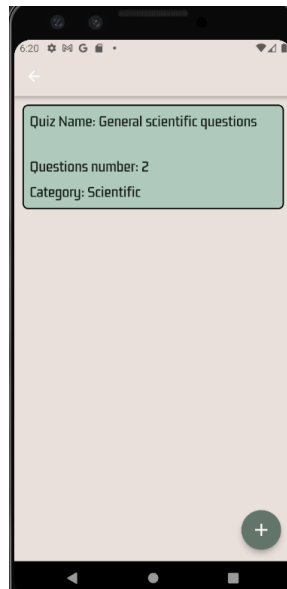 6:20
Quiz Name: General scientific questions
Questions number: 2
Category: Scientific